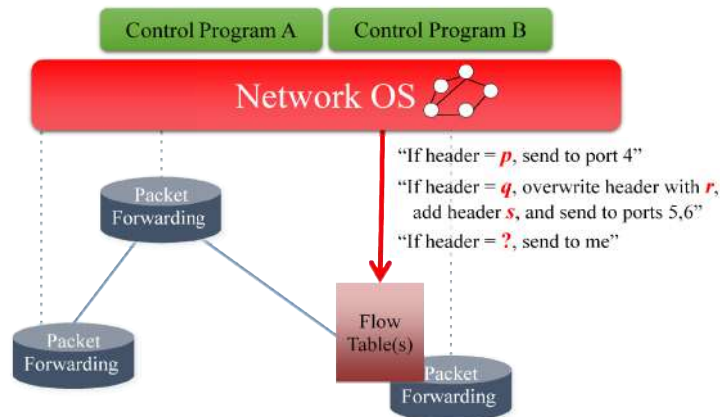 Control Program A
Control Program B
Network OS
“If header = p, send to port 4”
“If header = q, overwrite header with r,
add header s, and send to ports 5,6”
“If header = ?, send to me”
Packet
Forwarding
Flow
Table(s)
Packet
Forwarding
Packet
Forwarding